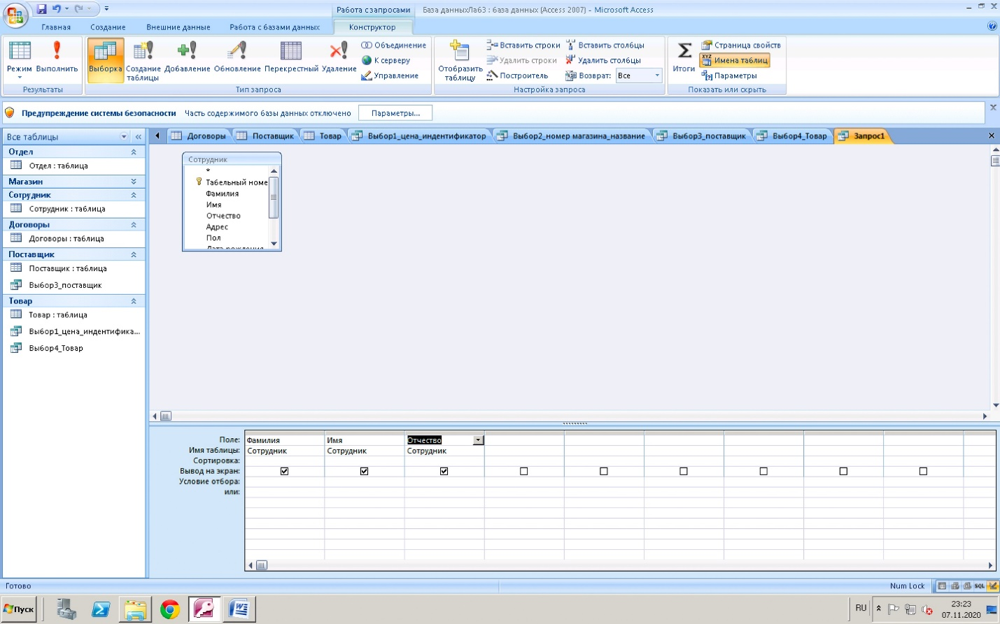 Работа с запросами
База данныхЛаб3 : база данных (Access 2007) - Microsoft Access
Главная
Создание
Внешние данные
Работа с базами данных
Конструктор
Режим
Выполнить
Результаты
Выборка
Создание таблицы
Добавление
Обновление
Перекрестный
Удаление
Объединение
К серверу
Управление
Тип запроса
Отобразить таблицу
Вставить строки
Удалить строки
Построитель
Вставить столбцы
Удалить столбцы
Возврат: Все
Настройка запроса
Итоги
Страница свойств
Имена таблиц
Параметры
Показать или скрыть
Предупреждение системы безопасности
Часть содержимого базы данных отключено
Параметры...
Все таблицы
Отдел
Отдел : таблица
Магазин
Сотрудник
Сотрудник : таблица
Договоры
Договоры : таблица
Поставщик
Поставщик : таблица
Выбор3_поставщик
Товар
Товар : таблица
Выбор1_цена_индентифика...
Выбор4_Товар
Договоры
Поставщик
Товар
Выбор1_цена_индентификатор
Выбор2_номер магазина_название
Выбор3_поставщик
Выбор4_Товар
Запрос1
Сотрудник
*
Табельный номе
Фамилия
Имя
Отчество
Адрес
Пол
Дата рождения
Поле: Фамилия Имя Отчество
Имя таблицы: Сотрудник Сотрудник Сотрудник
Сортировка:
Вывод на экран:
Условие отбора:
или:
Готово
Num Lock
SQL
Пуск
RU
23:23
07.11.2020